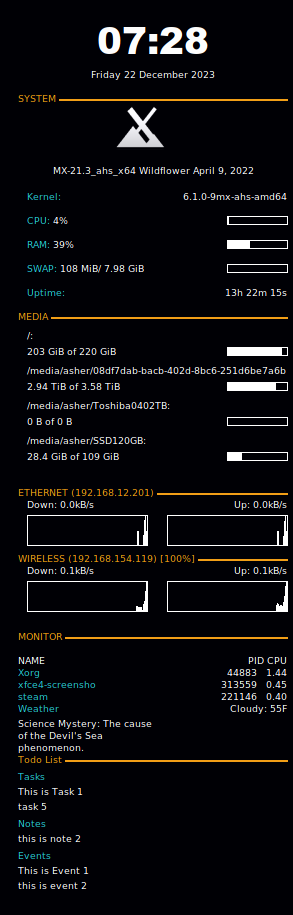 07:28
Friday 22 December 2023
SYSTEM
MX-21.3_ahs_x64 Wildflower April 9, 2022
Kernel: 6.1.0-9mx-ahs-amd64
CPU: 4%
RAM: 39%
SWAP: 108 MiB/ 7.98 GiB
Uptime: 13h 22m 15s
MEDIA
/:
203 GiB of 220 GiB
/media/asher/08df7dab-bacb-402d-8bc6-251d6be7a6b
2.94 TiB of 3.58 TiB
/media/asher/Toshiba0402TB:
0 B of 0 B
/media/asher/SSD120GB:
28.4 GiB of 109 GiB
ETHERNET (192.168.12.201)
Down: 0.0kB/s Up: 0.0kB/s
WIRELESS (192.168.154.119) [100%]
Down: 0.1kB/s Up: 0.1kB/s
MONITOR
NAME PID CPU
Xorg 44883 1.44
xfce4-screensho 313559 0.45
steam 221146 0.40
Weather Cloudy: 55F
Science Mystery: The cause
of the Devil's Sea
phenomenon.
Todo List
Tasks
This is Task 1
task 5
Notes
this is note 2
Events
This is Event 1
this is event 2